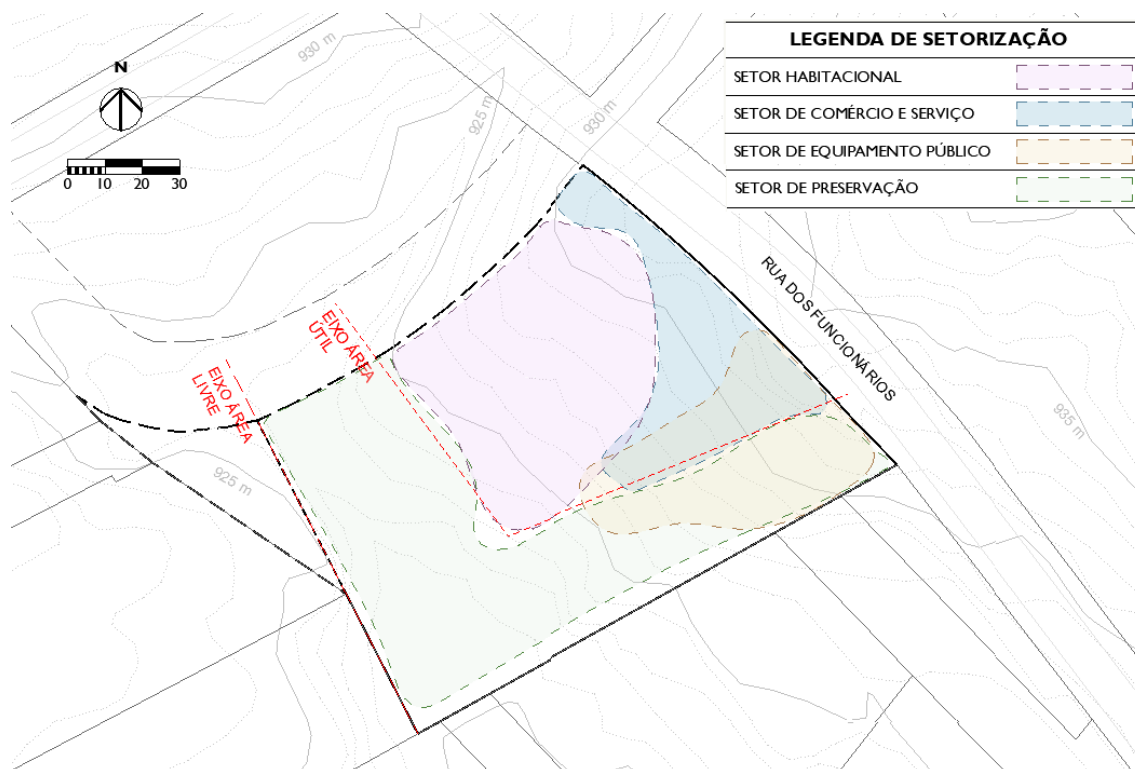 930 m
LEGENDA DE SETORIZAÇÃO
N
SETOR HABITACIONAL
925 m
930 m
SETOR DE COMÉRCIO E SERVIÇO
SETOR DE EQUIPAMENTO PÚBLICO
0 10 20 30
SETOR DE PRESERVAÇÃO
RUA DOS FUNCIONÁRIOS
EIXO ÁREA
ÚTIL
EIXO ÁREA
LIVRE
935 m
925 m